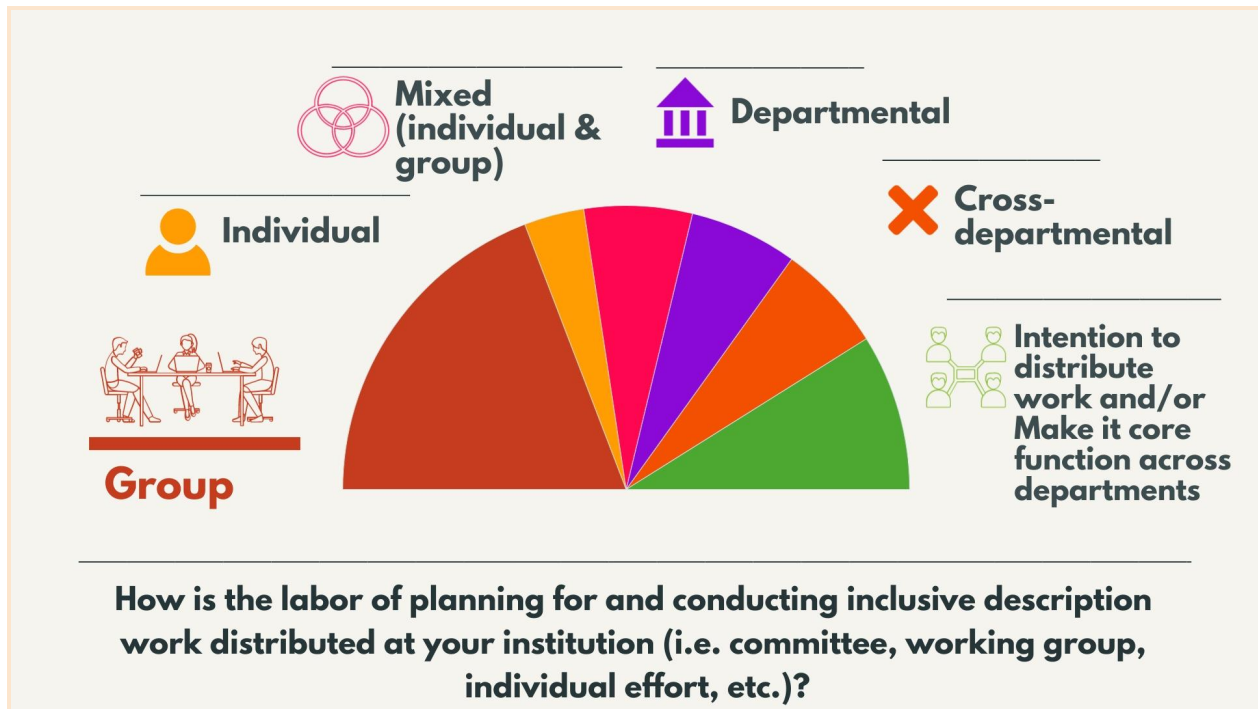 Mixed
(individual &
group)
Departmental
Individual
Cross-
departmental
Group
Intention to
distribute
work and/or
Make it core
function across
departments
How is the labor of planning for and conducting inclusive description
work distributed at your institution (i.e. committee, working group,
individual effort, etc.)?